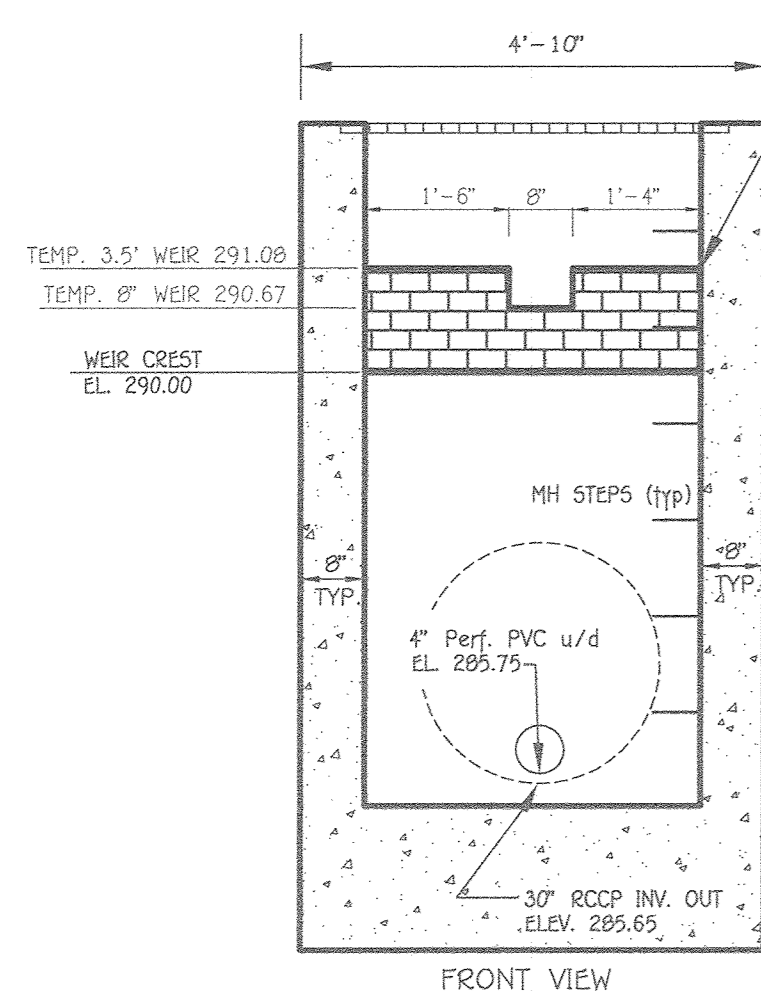 4'-10"
1'-6" 8" 1'-4"
TEMP. 3.5' WEIR 291.08
TEMP. 8" WEIR 290.67
WEIR CREST
EL. 290.00
MH STEPS (typ)
8"
TYP.
8"
TYP.
4" Perf. PVC u/d
EL. 285.75
30" RCCP INV. OUT
ELEV. 285.65
FRONT VIEW